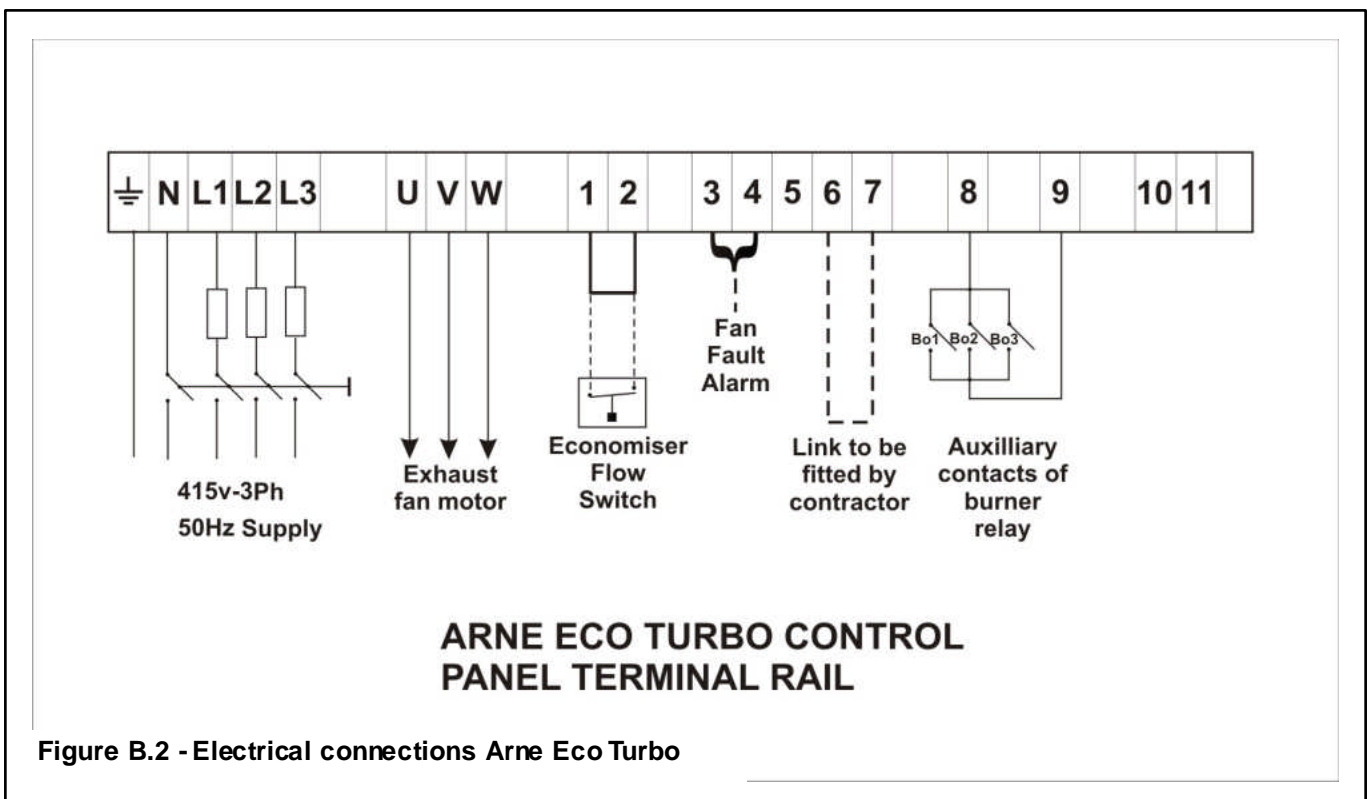 ⏚ N L1 L2 L3 U V W 1 2 3 4 5 6 7 8 9 10 11
415v-3Ph
50Hz Supply
Exhaust
fan motor
Economiser
Flow
Switch
Fan
Fault
Alarm
Link to be
fitted by
contractor
Bo1 Bo2 Bo3
Auxilliary
contacts of
burner
relay
ARNE ECO TURBO CONTROL
PANEL TERMINAL RAIL
Figure B.2 - Electrical connections Arne Eco Turbo